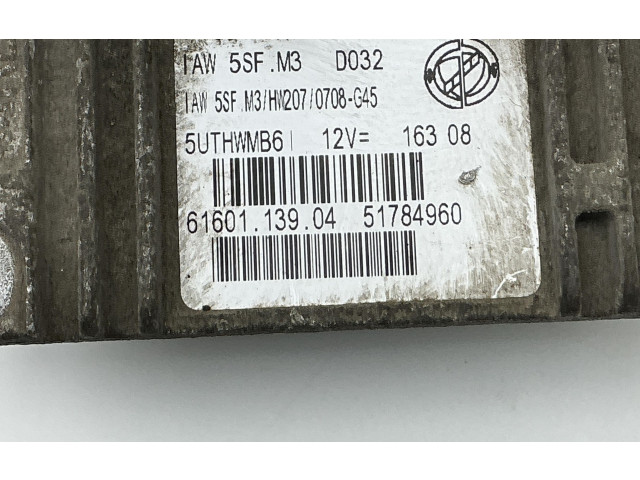 IAW 5SF.M3 D032
IAW 5SF.M3/HW207/0708-G45
5UTHWMB6 12V= 163 08
61601.139.04 51784960